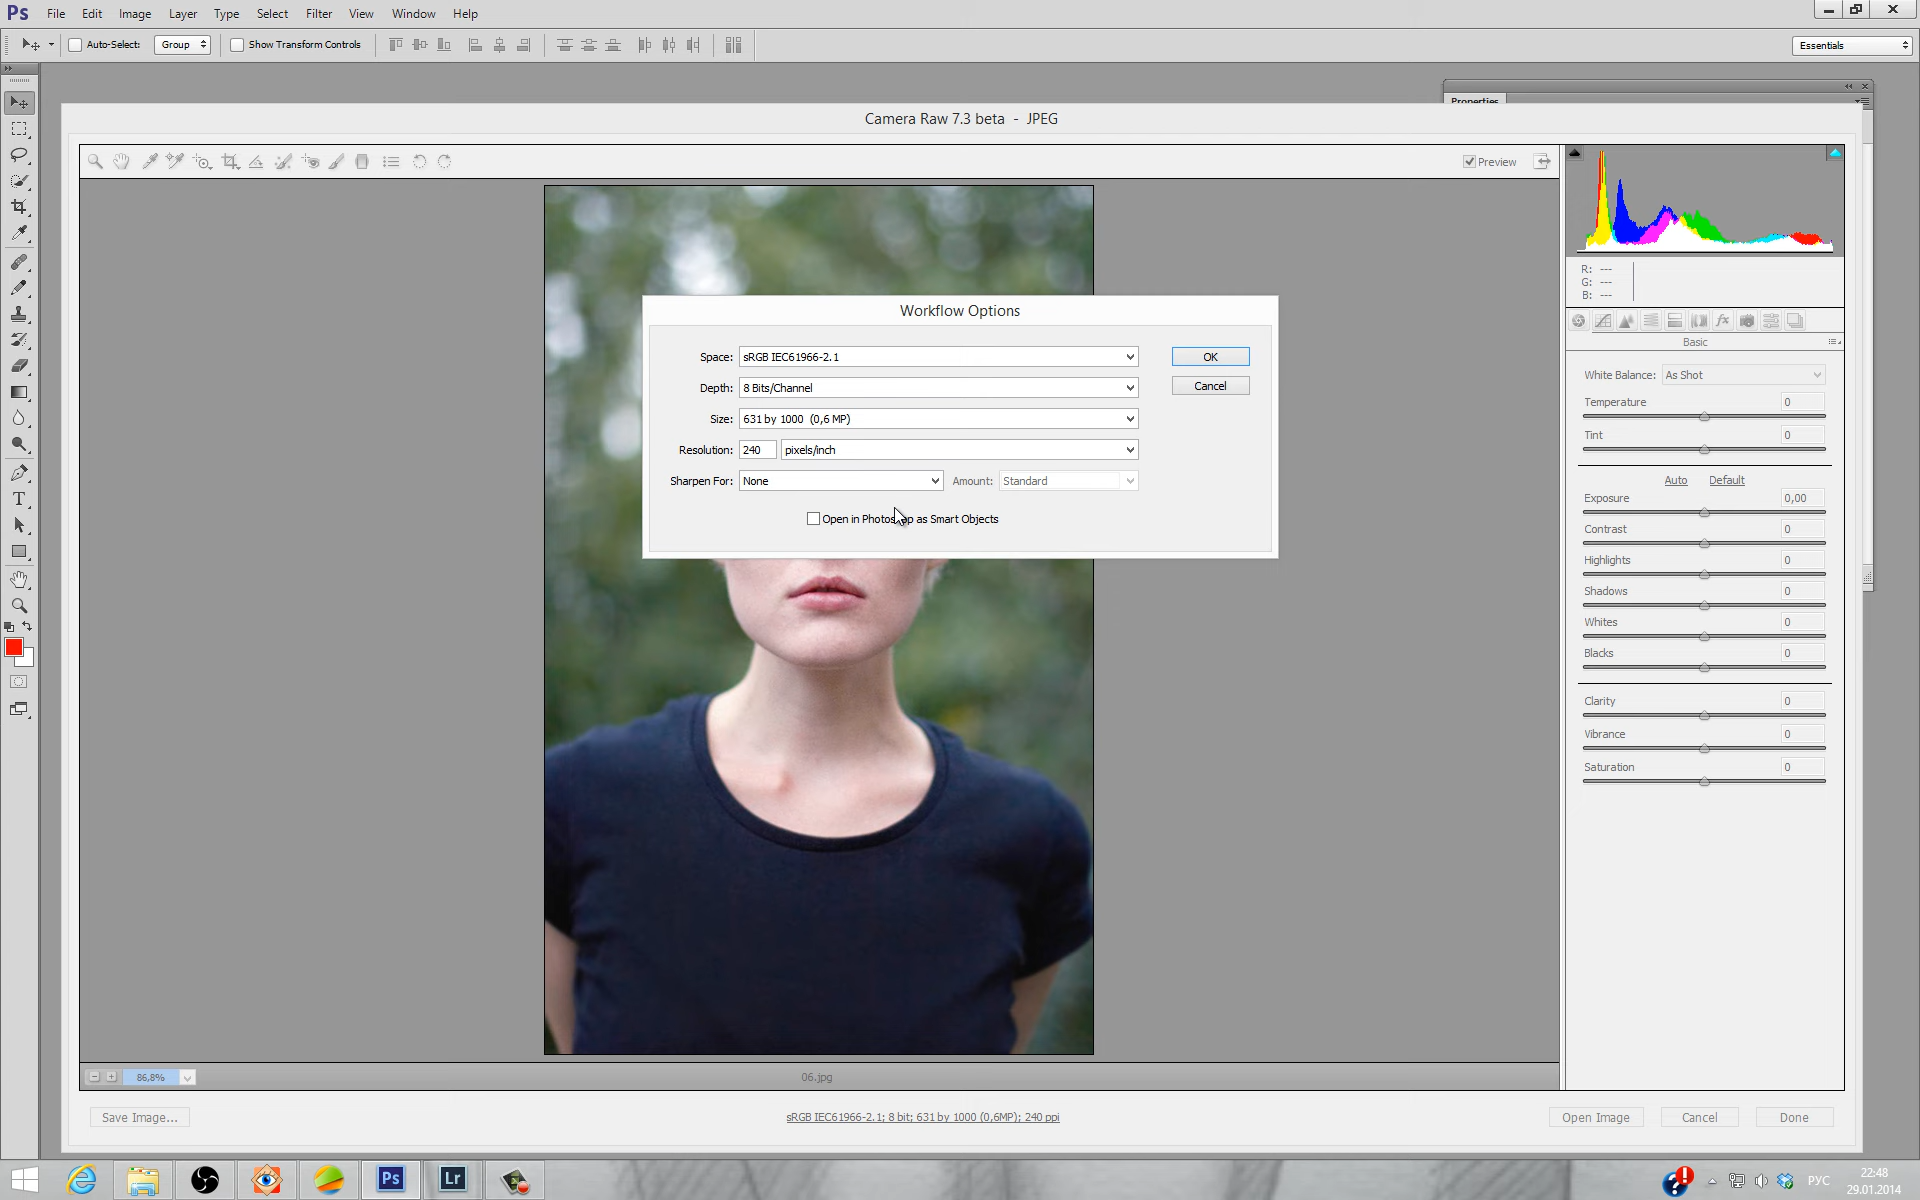 Ps File Edit Image Layer Type Select Filter View Window Help
Auto-Select: Group Show Transform Controls Essentials
Properties
Camera Raw 7.3 beta - JPEG
Preview
R: ---
G: ---
B: ---
Basic
White Balance: As Shot
Temperature 0
Tint 0
Auto Default
Exposure 0,00
Contrast 0
Highlights 0
Shadows 0
Whites 0
Blacks 0
Clarity 0
Vibrance 0
Saturation 0
Workflow Options
Space: sRGB IEC61966-2.1 OK
Depth: 8 Bits/Channel Cancel
Size: 631 by 1000 (0,6 MP)
Resolution: 240 pixels/inch
Sharpen For: None Amount: Standard
Open in Photoshop as Smart Objects
86,8% 06.jpg
Save Image... sRGB IEC61966-2.1; 8 bit; 631 by 1000 (0,6MP); 240 ppi Open Image Cancel Done
Ps Lr РУС 22:48
29.01.2014